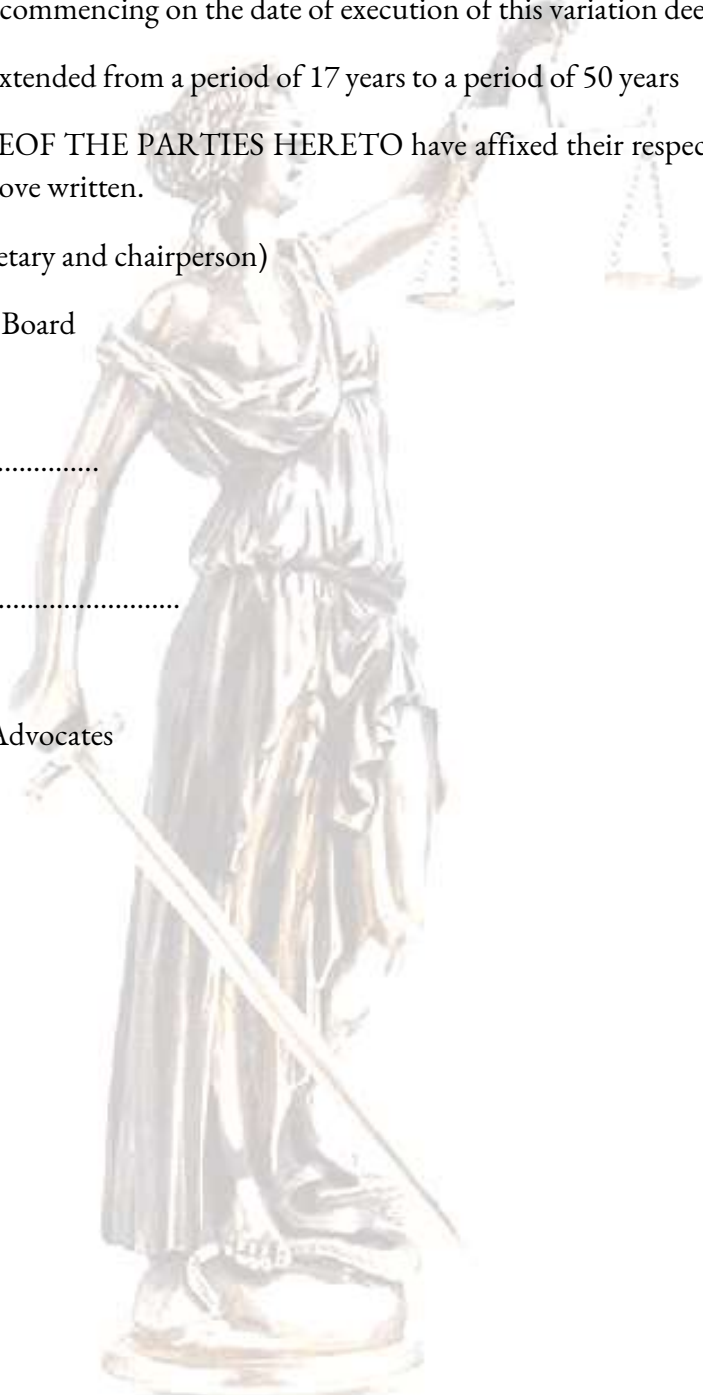 commencing on the date of execution of this variation dee
xtended from a period of 17 years to a period of 50 years
EOF THE PARTIES HERETO have affixed their respec
ove written.
etary and chairperson)
Board
..............
...........................
Advocates